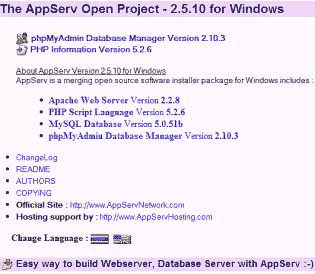 The AppServ Open Project - 2.5.10 for Windows
phpMyAdmin Database Manager Version 2.10.3
PHP Information Version 5.2.6
About AppServ Version 2.5.10 for Windows
AppServ is a merging open source software installer package for Windows includes :
Apache Web Server Version 2.2.8
PHP Script Language Version 5.2.6
MySQL Database Version 5.0.51b
phpMyAdmin Database Manager Version 2.10.3
ChangeLog
README
AUTHORS
COPYING
Official Site : http://www.AppServNetwork.com
Hosting support by : http://www.AppServHosting.com
Change Language :
Easy way to build Webserver, Database Server with AppServ :-)